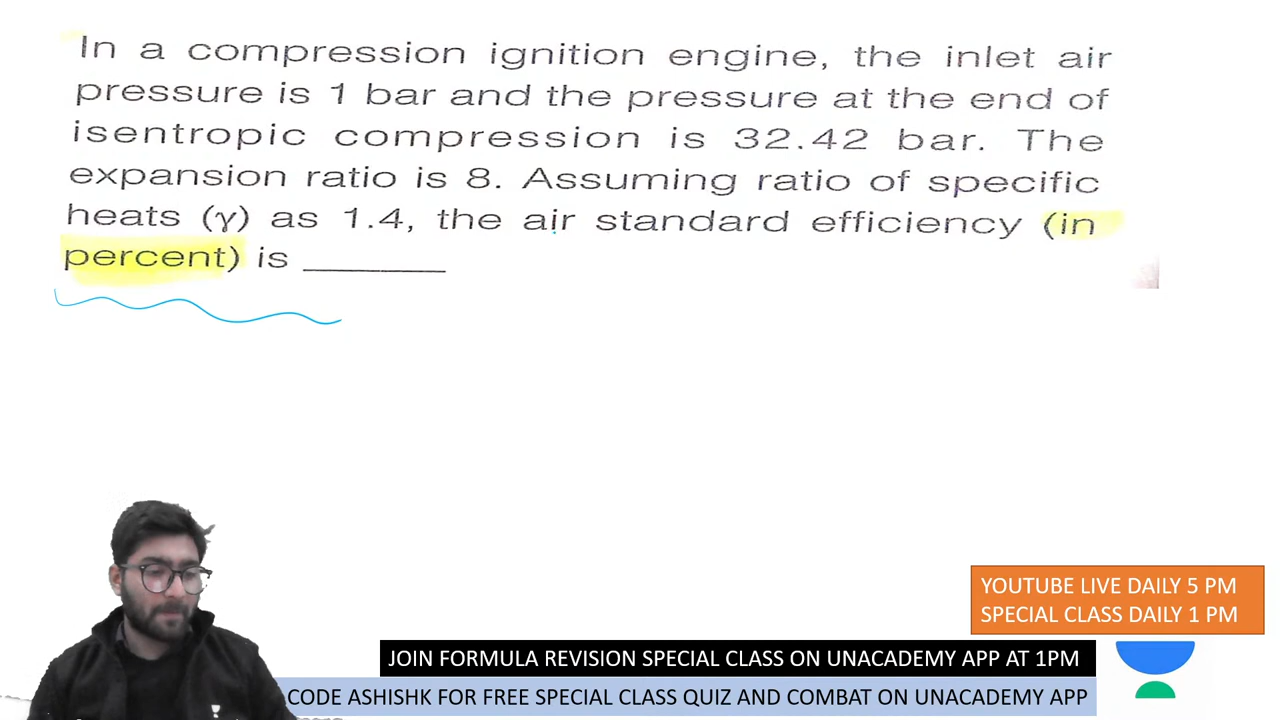 In a compression ignition engine, the inlet air
pressure is 1 bar and the pressure at the end of
isentropic compression is 32.42 bar. The
expansion ratio is 8. Assuming ratio of specific
heats (γ) as 1.4, the air standard efficiency (in
percent) is ________
YOUTUBE LIVE DAILY 5 PM
SPECIAL CLASS DAILY 1 PM
JOIN FORMULA REVISION SPECIAL CLASS ON UNACADEMY APP AT 1PM
CODE ASHISHK FOR FREE SPECIAL CLASS QUIZ AND COMBAT ON UNACADEMY APP